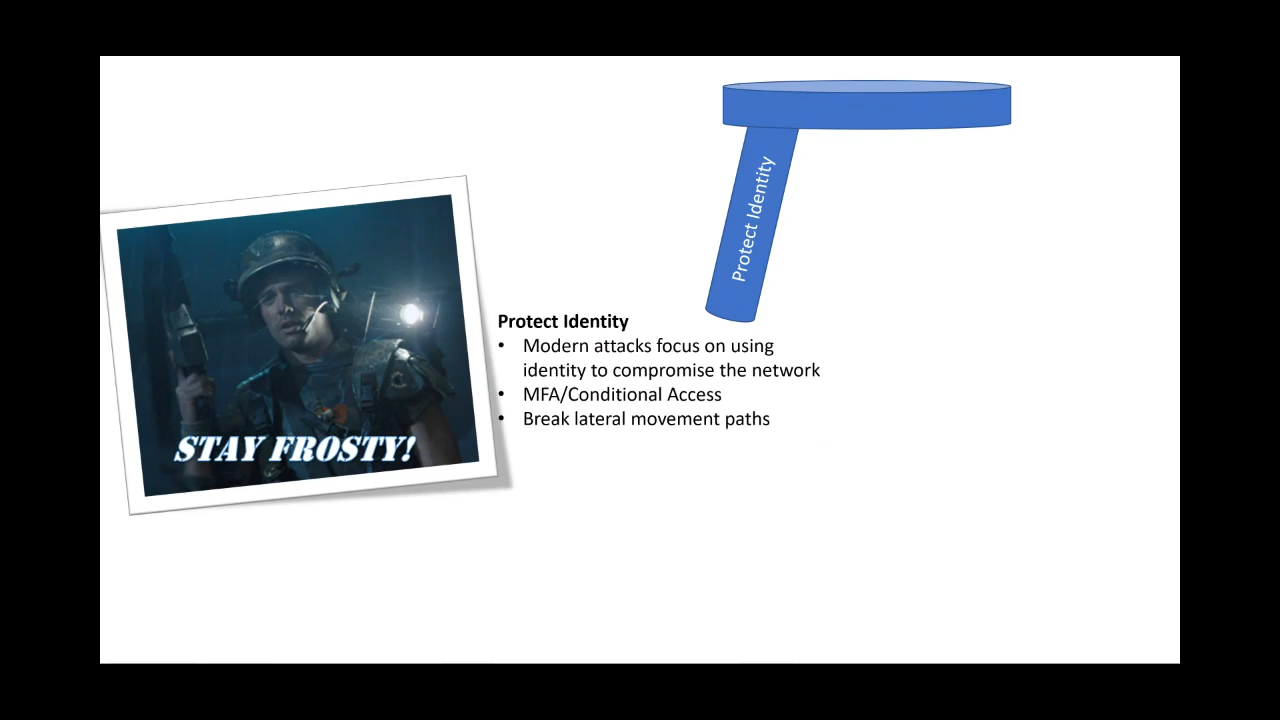 Protect Identity
STAY FROSTY!
Protect Identity
• Modern attacks focus on using
identity to compromise the network
• MFA/Conditional Access
• Break lateral movement paths